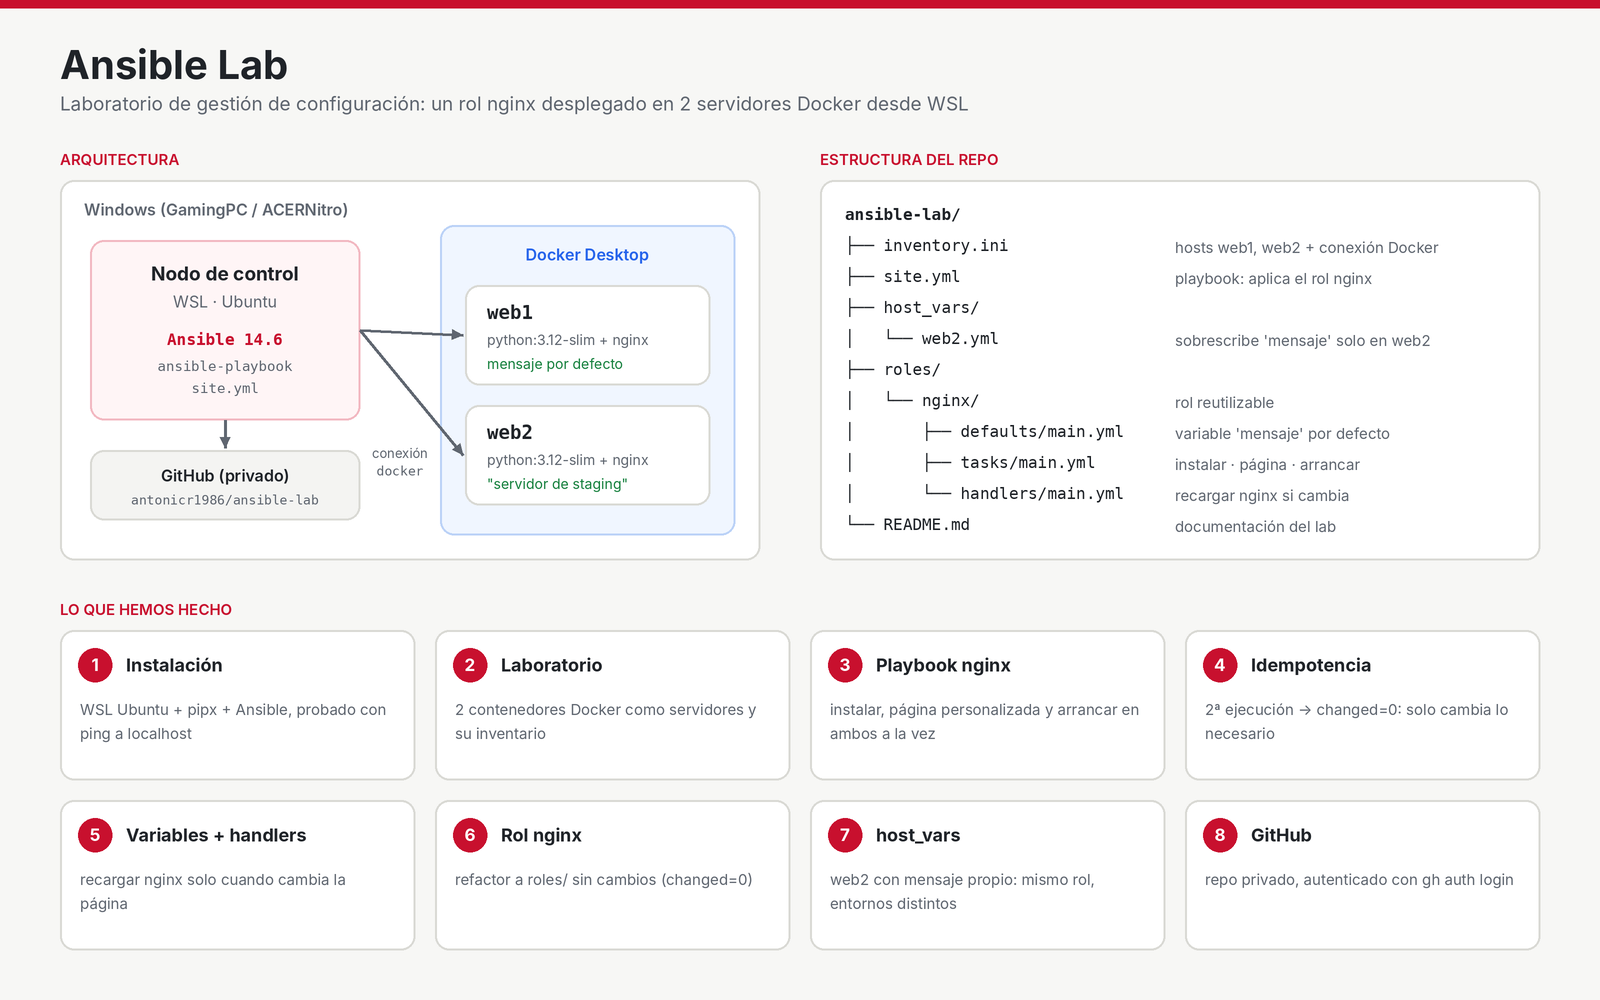 Ansible Lab
Laboratorio de gestión de configuración: un rol nginx desplegado en 2 servidores Docker desde WSL
ARQUITECTURA
Windows (GamingPC / ACERNitro)
Nodo de control
WSL · Ubuntu
Ansible 14.6
ansible-playbook
site.yml
GitHub (privado)
antonicr1986/ansible-lab
conexión
docker
Docker Desktop
web1
python:3.12-slim + nginx
mensaje por defecto
web2
python:3.12-slim + nginx
"servidor de staging"
ESTRUCTURA DEL REPO
ansible-lab/
├── inventory.ini hosts web1, web2 + conexión Docker
├── site.yml playbook: aplica el rol nginx
├── host_vars/
│   └── web2.yml sobrescribe 'mensaje' solo en web2
├── roles/
│   └── nginx/ rol reutilizable
│       ├── defaults/main.yml variable 'mensaje' por defecto
│       ├── tasks/main.yml instalar · página · arrancar
│       └── handlers/main.yml recargar nginx si cambia
└── README.md documentación del lab
LO QUE HEMOS HECHO
1 Instalación
WSL Ubuntu + pipx + Ansible, probado con
ping a localhost
2 Laboratorio
2 contenedores Docker como servidores y
su inventario
3 Playbook nginx
instalar, página personalizada y arrancar en
ambos a la vez
4 Idempotencia
2ª ejecución → changed=0: solo cambia lo
necesario
5 Variables + handlers
recargar nginx solo cuando cambia la
página
6 Rol nginx
refactor a roles/ sin cambios (changed=0)
7 host_vars
web2 con mensaje propio: mismo rol,
entornos distintos
8 GitHub
repo privado, autenticado con gh auth login